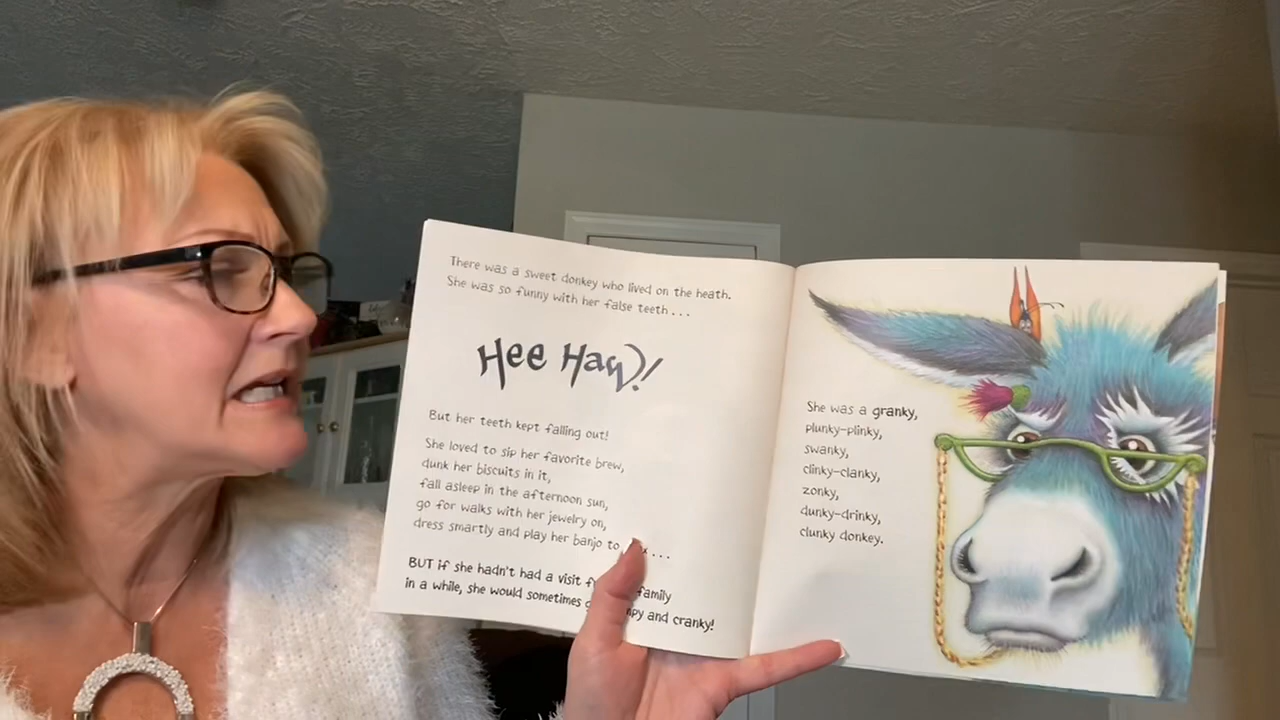 There was a sweet donkey who lived on the heath.
She was so funny with her false teeth...
Hee Haw!
But her teeth kept falling out!
She loved to sip her favorite brew,
dunk her biscuits in it,
fall asleep in the afternoon sun,
go for walks with her jewelry on,
dress smartly and play her banjo to ...
BUT if she hadn't had a visit family
in a while, she would sometimes and cranky!
She was a granky,
plunky-plinky,
swanky,
clinky-clanky,
zonky,
dunky-drinky,
clunky donkey.